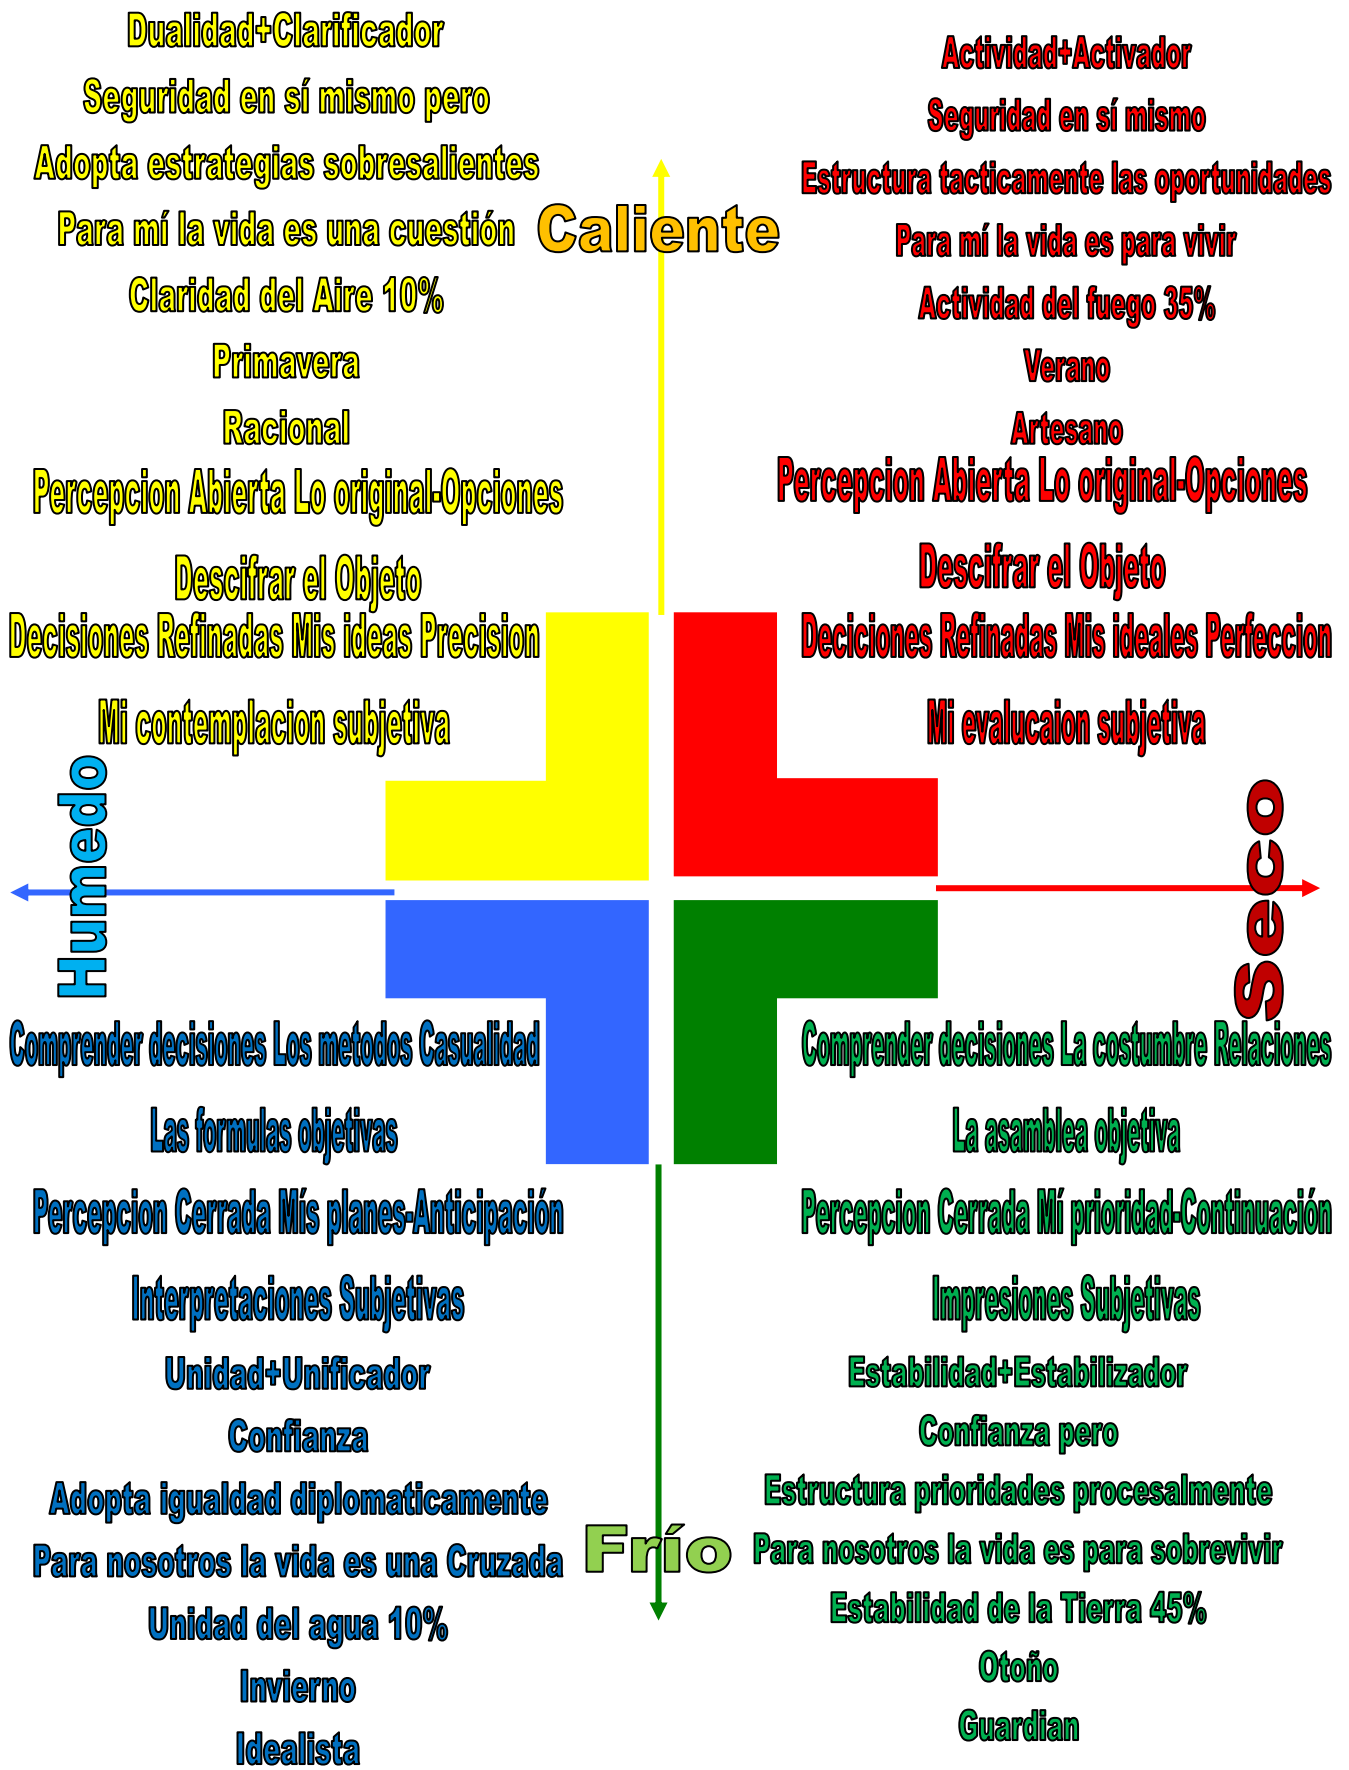 Dualidad+Clarificador
Seguridad en sí mismo pero
Adopta estrategias sobresalientes
Para mí la vida es una cuestión
Claridad del Aire 10%
Primavera
Racional
Percepcion Abierta Lo original-Opciones
Descifrar el Objeto
Decisiones Refinadas Mis ideas Precision
Mi contemplacion subjetiva
Caliente
Actividad+Activador
Seguridad en sí mismo
Estructura tacticamente las oportunidades
Para mí la vida es para vivir
Actividad del fuego 35%
Verano
Artesano
Percepcion Abierta Lo original-Opciones
Descifrar el Objeto
Deciciones Refinadas Mis ideales Perfeccion
Mi evalucaion subjetiva
Humedo
Seco
Comprender decisiones Los metodos Casualidad
Las formulas objetivas
Percepcion Cerrada Mís planes-Anticipación
Interpretaciones Subjetivas
Unidad+Unificador
Confianza
Adopta igualdad diplomaticamente
Para nosotros la vida es una Cruzada
Unidad del agua 10%
Invierno
Idealista
Frío
Comprender decisiones La costumbre Relaciones
La asamblea objetiva
Percepcion Cerrada Mí prioridad-Continuación
Impresiones Subjetivas
Estabilidad+Estabilizador
Confianza pero
Estructura prioridades procesalmente
Para nosotros la vida es para sobrevivir
Estabilidad de la Tierra 45%
Otoño
Guardian